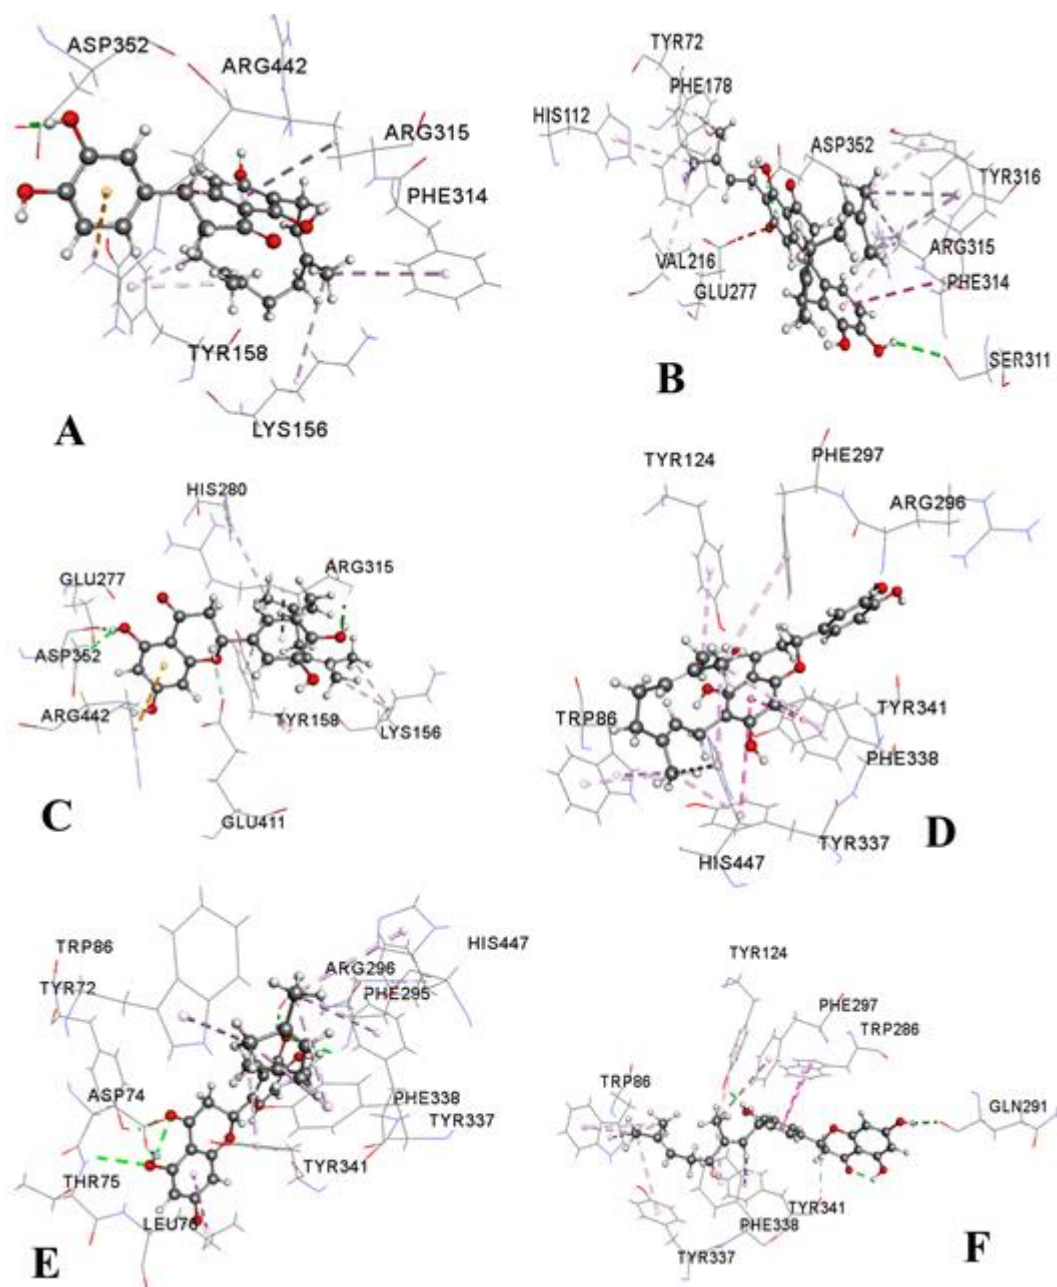 ASP352
ARG442
ARG315
PHE314
TYR158
LYS156
A
TYR72
PHE178
HIS112
ASP352
TYR316
VAL216
ARG315
GLU277
PHE314
SER311
B
HIS280
GLU277
ARG315
ASP352
ARG442
TYR158
LYS156
GLU411
C
TYR124
PHE297
ARG296
TRP86
TYR341
PHE338
TYR337
HIS447
D
TRP86
HIS447
TYR72
ARG296
PHE295
ASP74
PHE338
TYR337
TYR341
THR75
LEU76
E
TYR124
PHE297
TRP286
TRP86
GLN291
TYR341
PHE338
TYR337
F